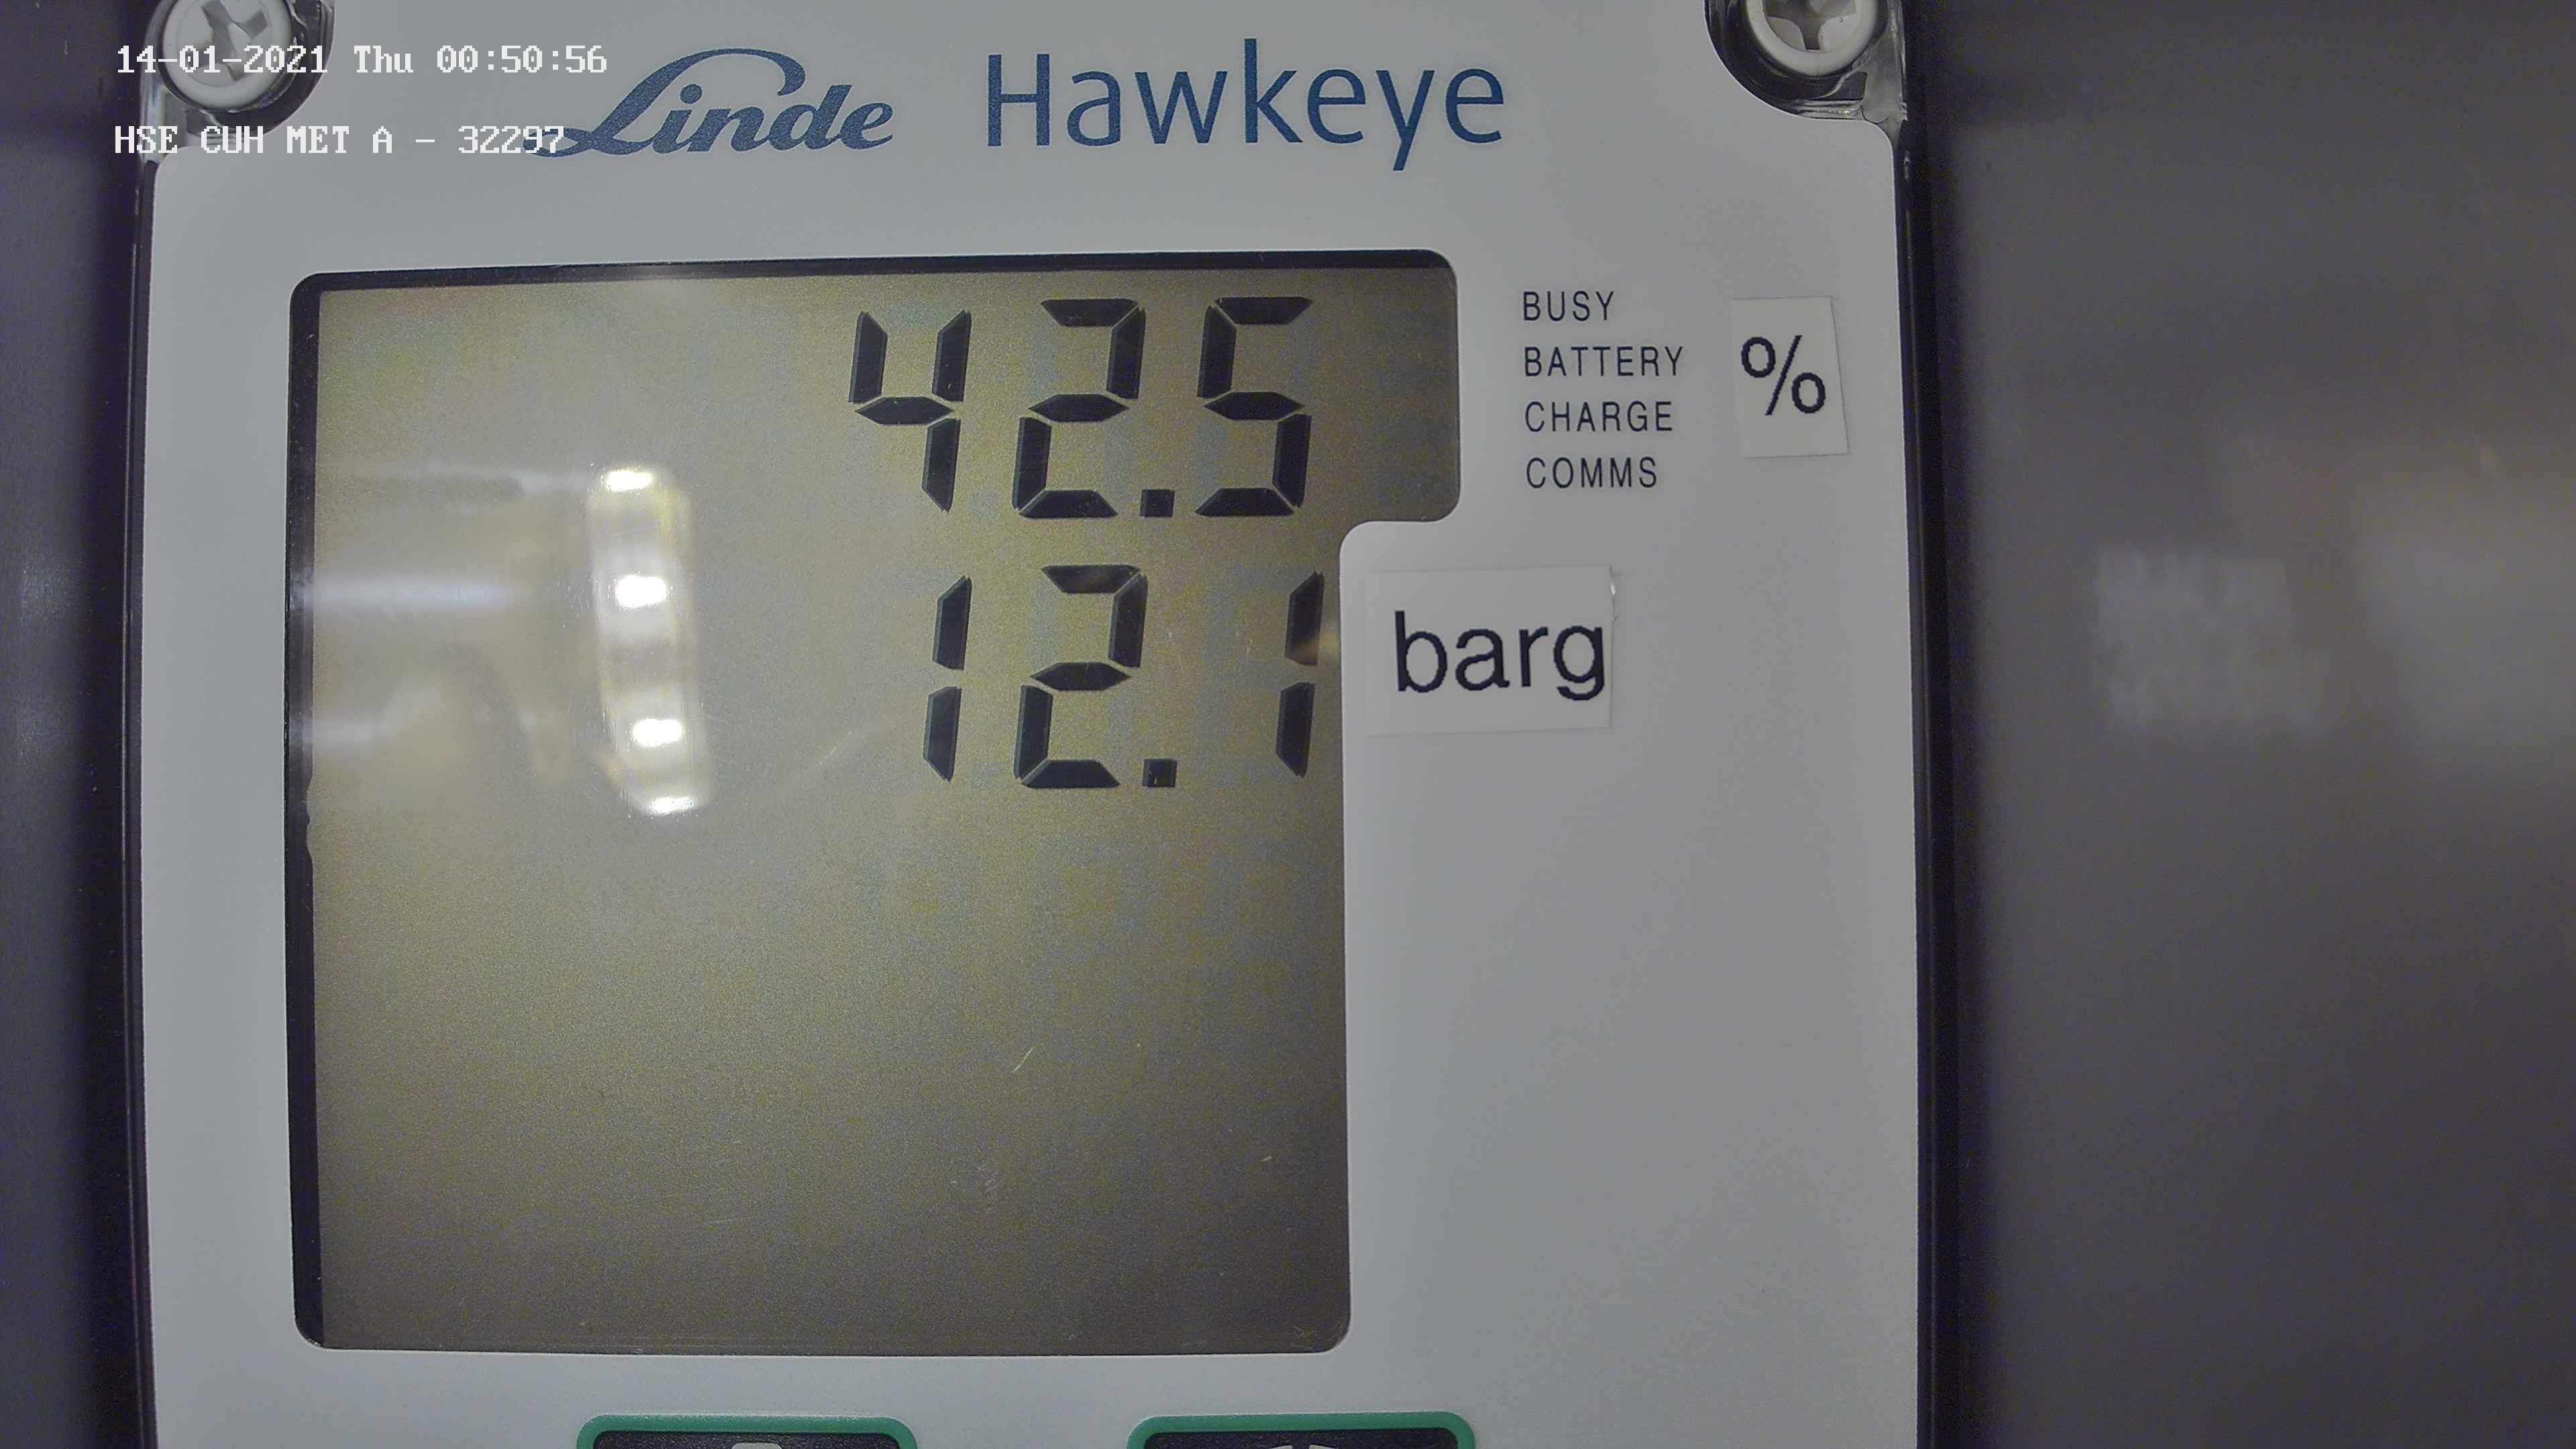 14-01-2021 Thu 00:50:56
Linde Hawkeye
HSE CUH MET A - 32297
42.5
BUSY
BATTERY
CHARGE
COMMS
%
12.1
barg